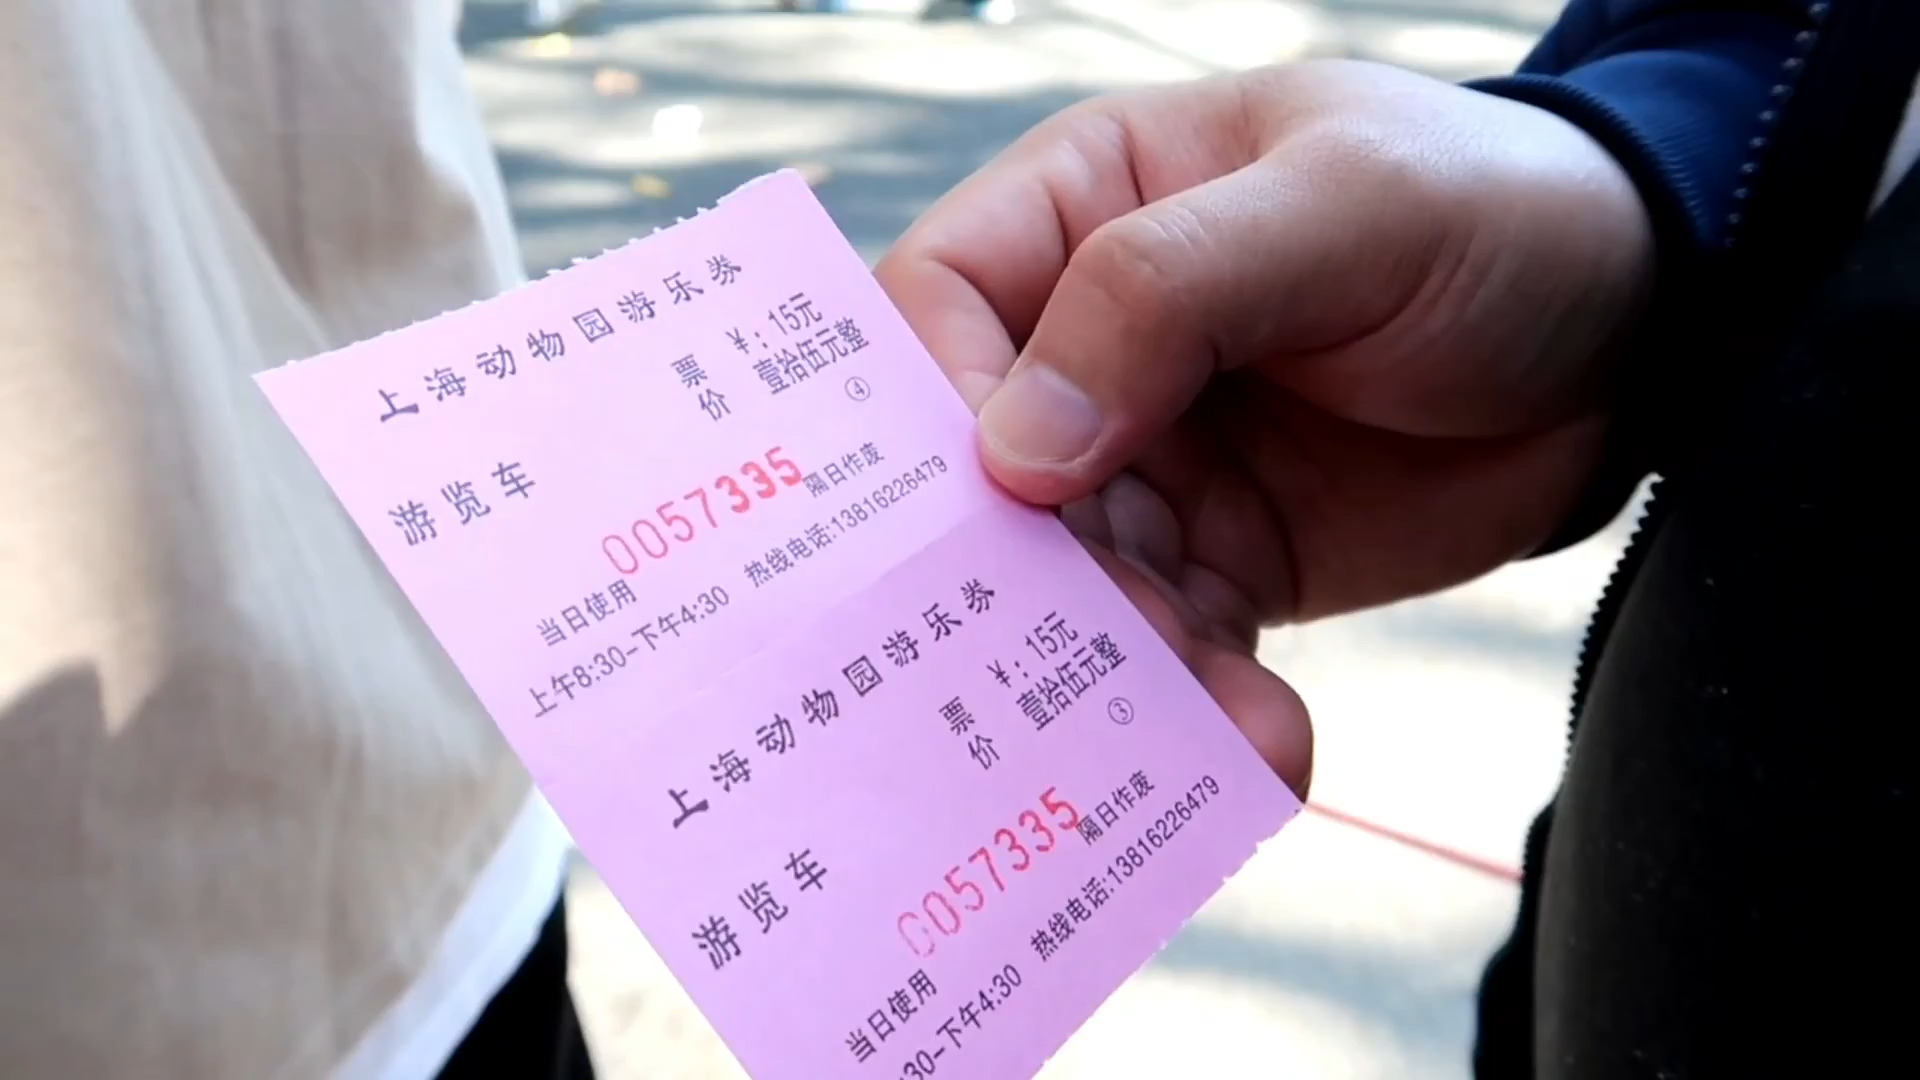 上海动物园游乐券
票价
¥：15元
壹拾伍元整
④
游览车
0057335
隔日作废
当日使用
热线电话:13816226479
上午8:30-下午4:30
上海动物园游乐券
票价
¥：15元
壹拾伍元整
③
游览车
0057335
隔日作废
当日使用
热线电话:13816226479
30-下午4:30